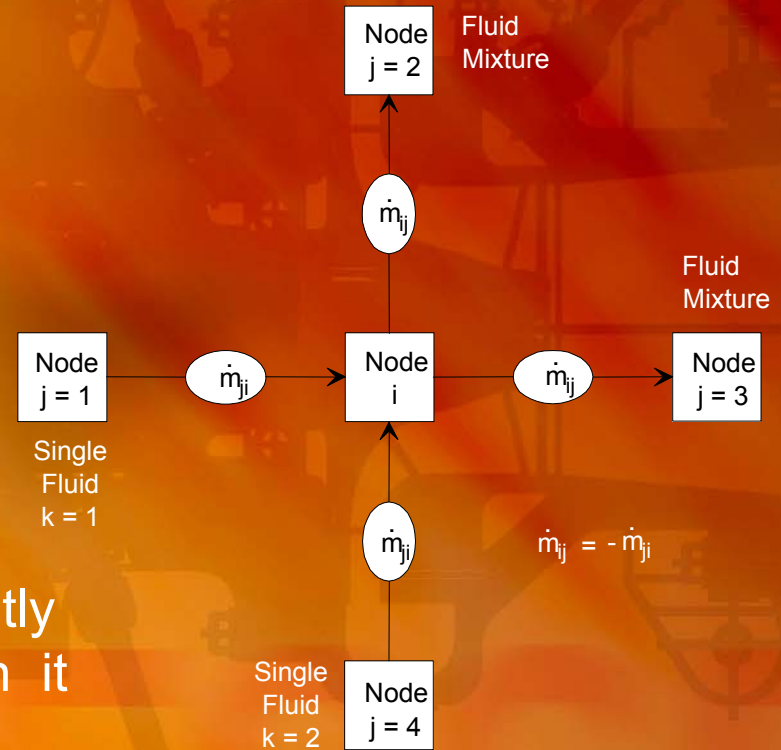 Node
j = 2
Fluid
Mixture
ṁij
Fluid
Mixture
Node
j = 1
ṁji
Node
i
ṁij
Node
j = 3
Single
Fluid
k = 1
ṁji
ṁij = - ṁji
tly
it
Single
Fluid
k = 2
Node
j = 4